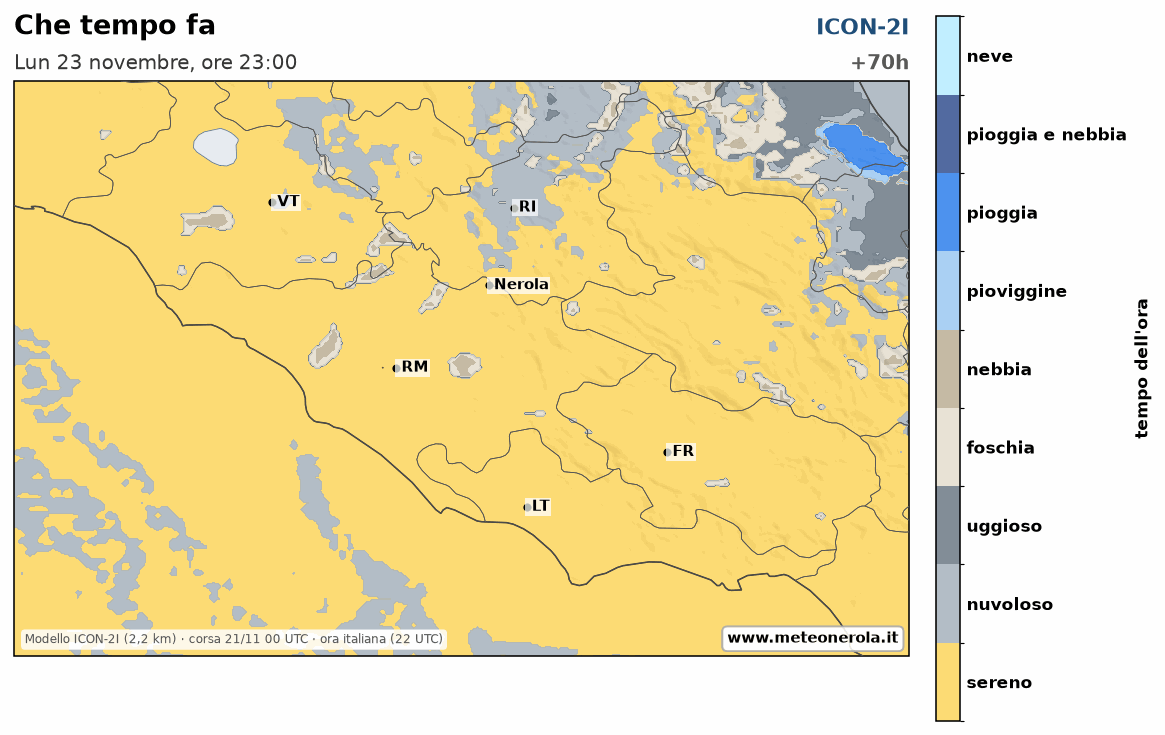 Che tempo fa
ICON-2I
Lun 23 novembre, ore 23:00
+70h
neve
pioggia e nebbia
pioggia
pioviggine
nebbia
foschia
uggioso
nuvoloso
sereno
tempo dell'ora
VT
RI
Nerola
RM
FR
LT
Modello ICON-2I (2,2 km) · corsa 21/11 00 UTC · ora italiana (22 UTC)
www.meteonerola.it